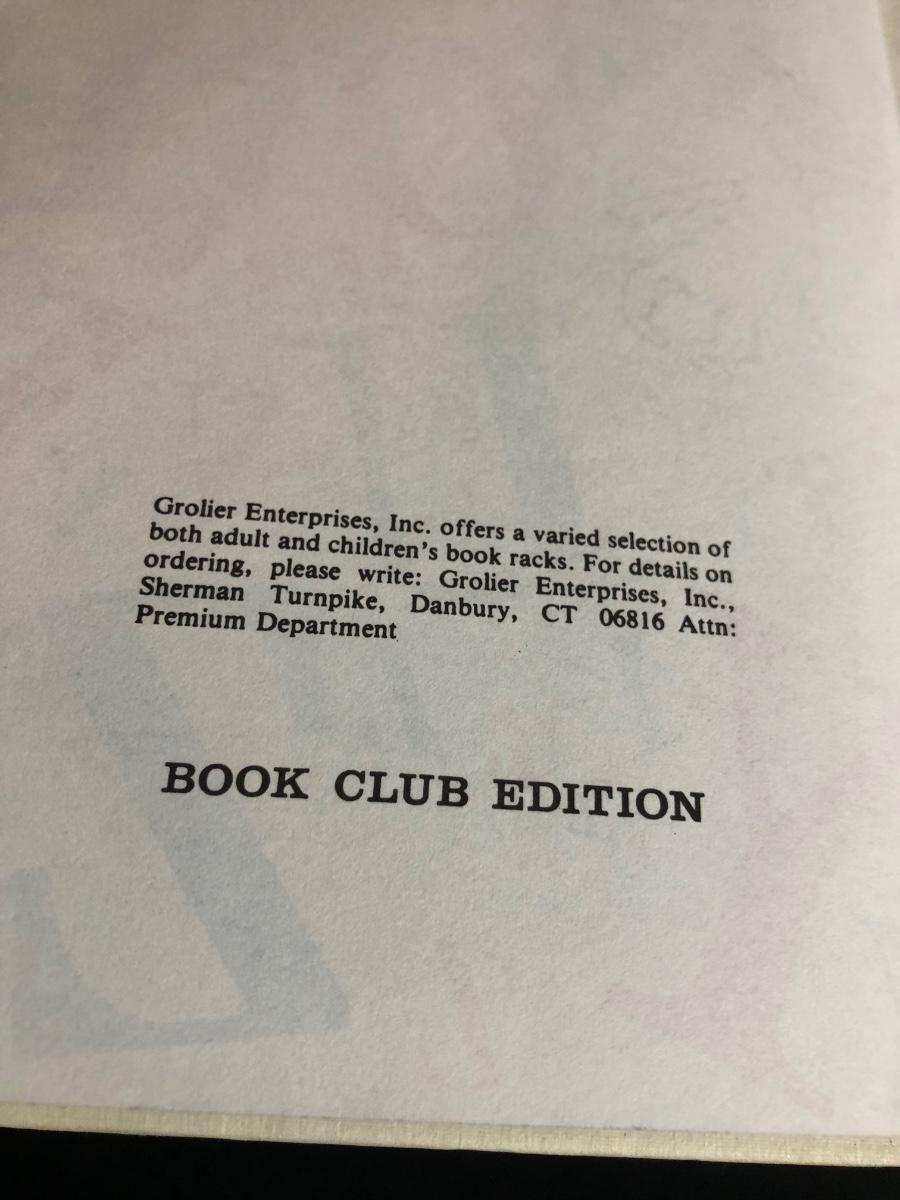 Grolier Enterprises, Inc. offers a varied selection of
both adult and children's book racks. For details on
ordering, please write: Grolier Enterprises, Inc.,
Sherman Turnpike, Danbury, CT 06816 Attn:
Premium Department
BOOK CLUB EDITION